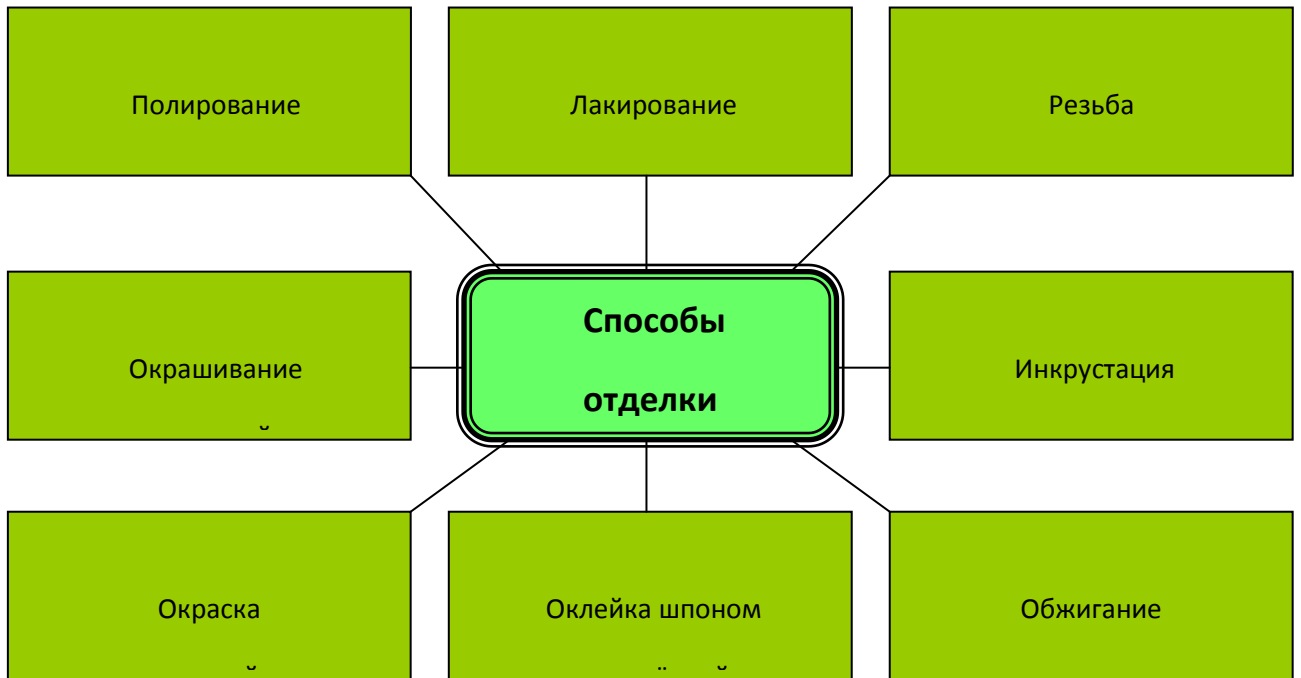 Полирование
Лакирование
Резьба
Окрашивание
Способы
отделки
Инкрустация
Окраска
Оклейка шпоном
Обжигание